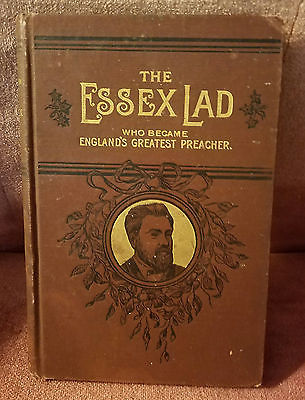 THE
ESSEX LAD
WHO BECAME
ENGLAND'S GREATEST PREACHER.